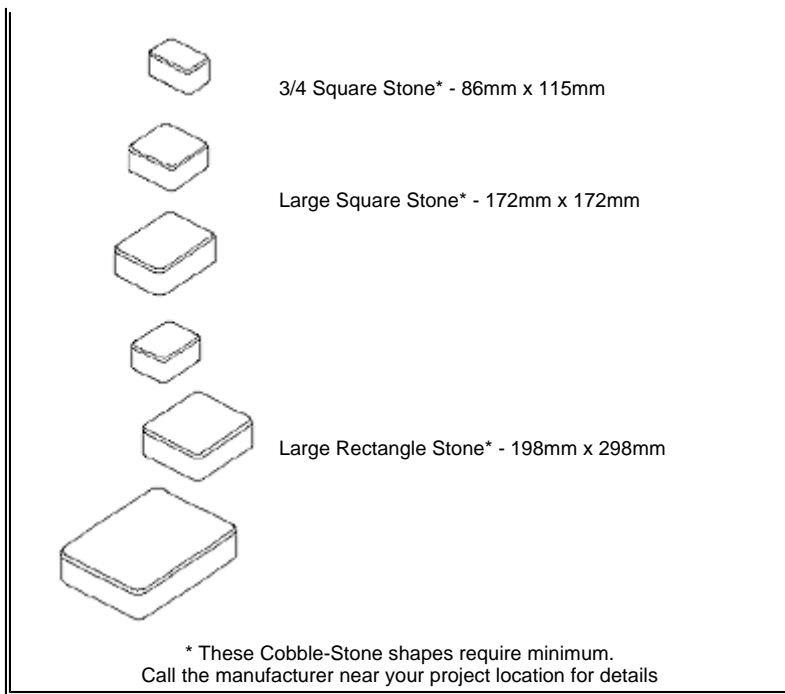 3/4 Square Stone* - 86mm x 115mm
Large Square Stone* - 172mm x 172mm
Large Rectangle Stone* - 198mm x 298mm
* These Cobble-Stone shapes require minimum.
Call the manufacturer near your project location for details